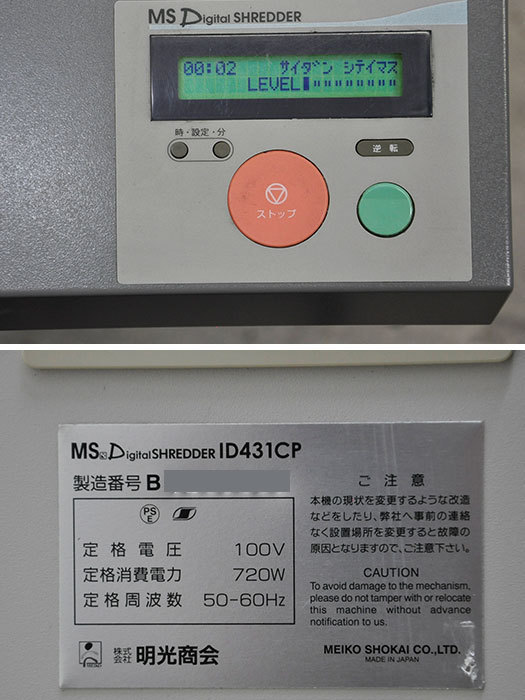 MS Digital SHREDDER
00:02 サイダン シテイマス
LEVEL
時・設定・分
逆転
ストップ
MS Digital SHREDDER ID431CP
製造番号 B
PS
E
定格電圧 100V
定格消費電力 720W
定格周波数 50-60Hz
株式
会社 明光商会
ご注意
本機の現状を変更するような改造
などをしたり、弊社へ事前の連絡
なく設置場所を変更すると故障の
原因となりますので、ご注意下さい。
CAUTION
To avoid damage to the mechanism,
please do not tamper with or relocate
this machine without advance
notification to us.
MEIKO SHOKAI CO.,LTD.
MADE IN JAPAN